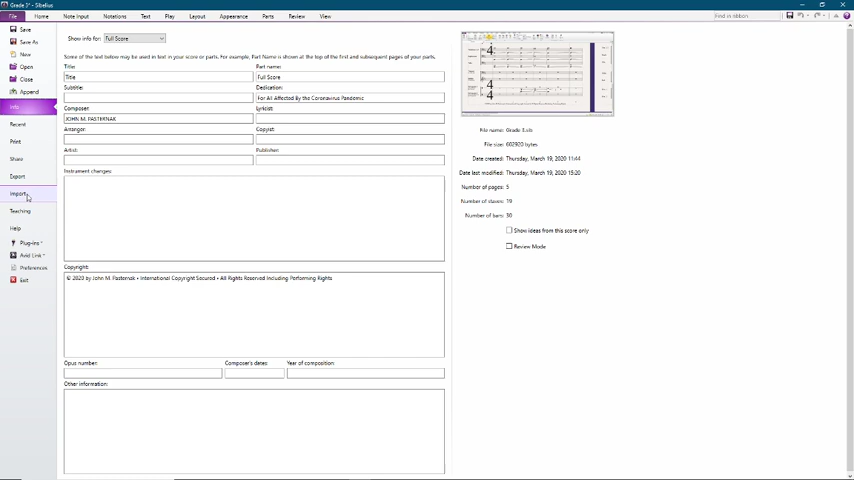 Grade 3* - Sibelius
File Home Note Input Notations Text Play Layout Appearance Parts Review View Find in ribbon
Save
Save As
New
Open
Close
Append
Info
Recent
Print
Share
Export
Import
Teaching
Help
Plug-ins
Avid Link
Preferences
Exit
Show info for: Full Score
Some of the text below may be used in text in your score or parts. For example, Part Name is shown at the top of the first and subsequent pages of your parts.
Title: Part name:
Title Full Score
Subtitle: Dedication:
For All Affected By the Coronavirus Pandemic
Composer: Lyricist:
JOHN M. PASTERNAK
Arranger: Copyist:
Artist: Publisher:
Instrument changes:
Copyright:
© 2020 by John M. Pasternak • International Copyright Secured • All Rights Reserved Including Performing Rights
Opus number: Composer's dates: Year of composition:
Other information:
File size: 602920 bytes
Date created: Thursday, March 19, 2020 11:44
Date last modified: Thursday, March 19, 2020 15:20
Number of pages: 5
Number of staves: 19
Number of bars: 30
Show ideas from this score only
Review Mode